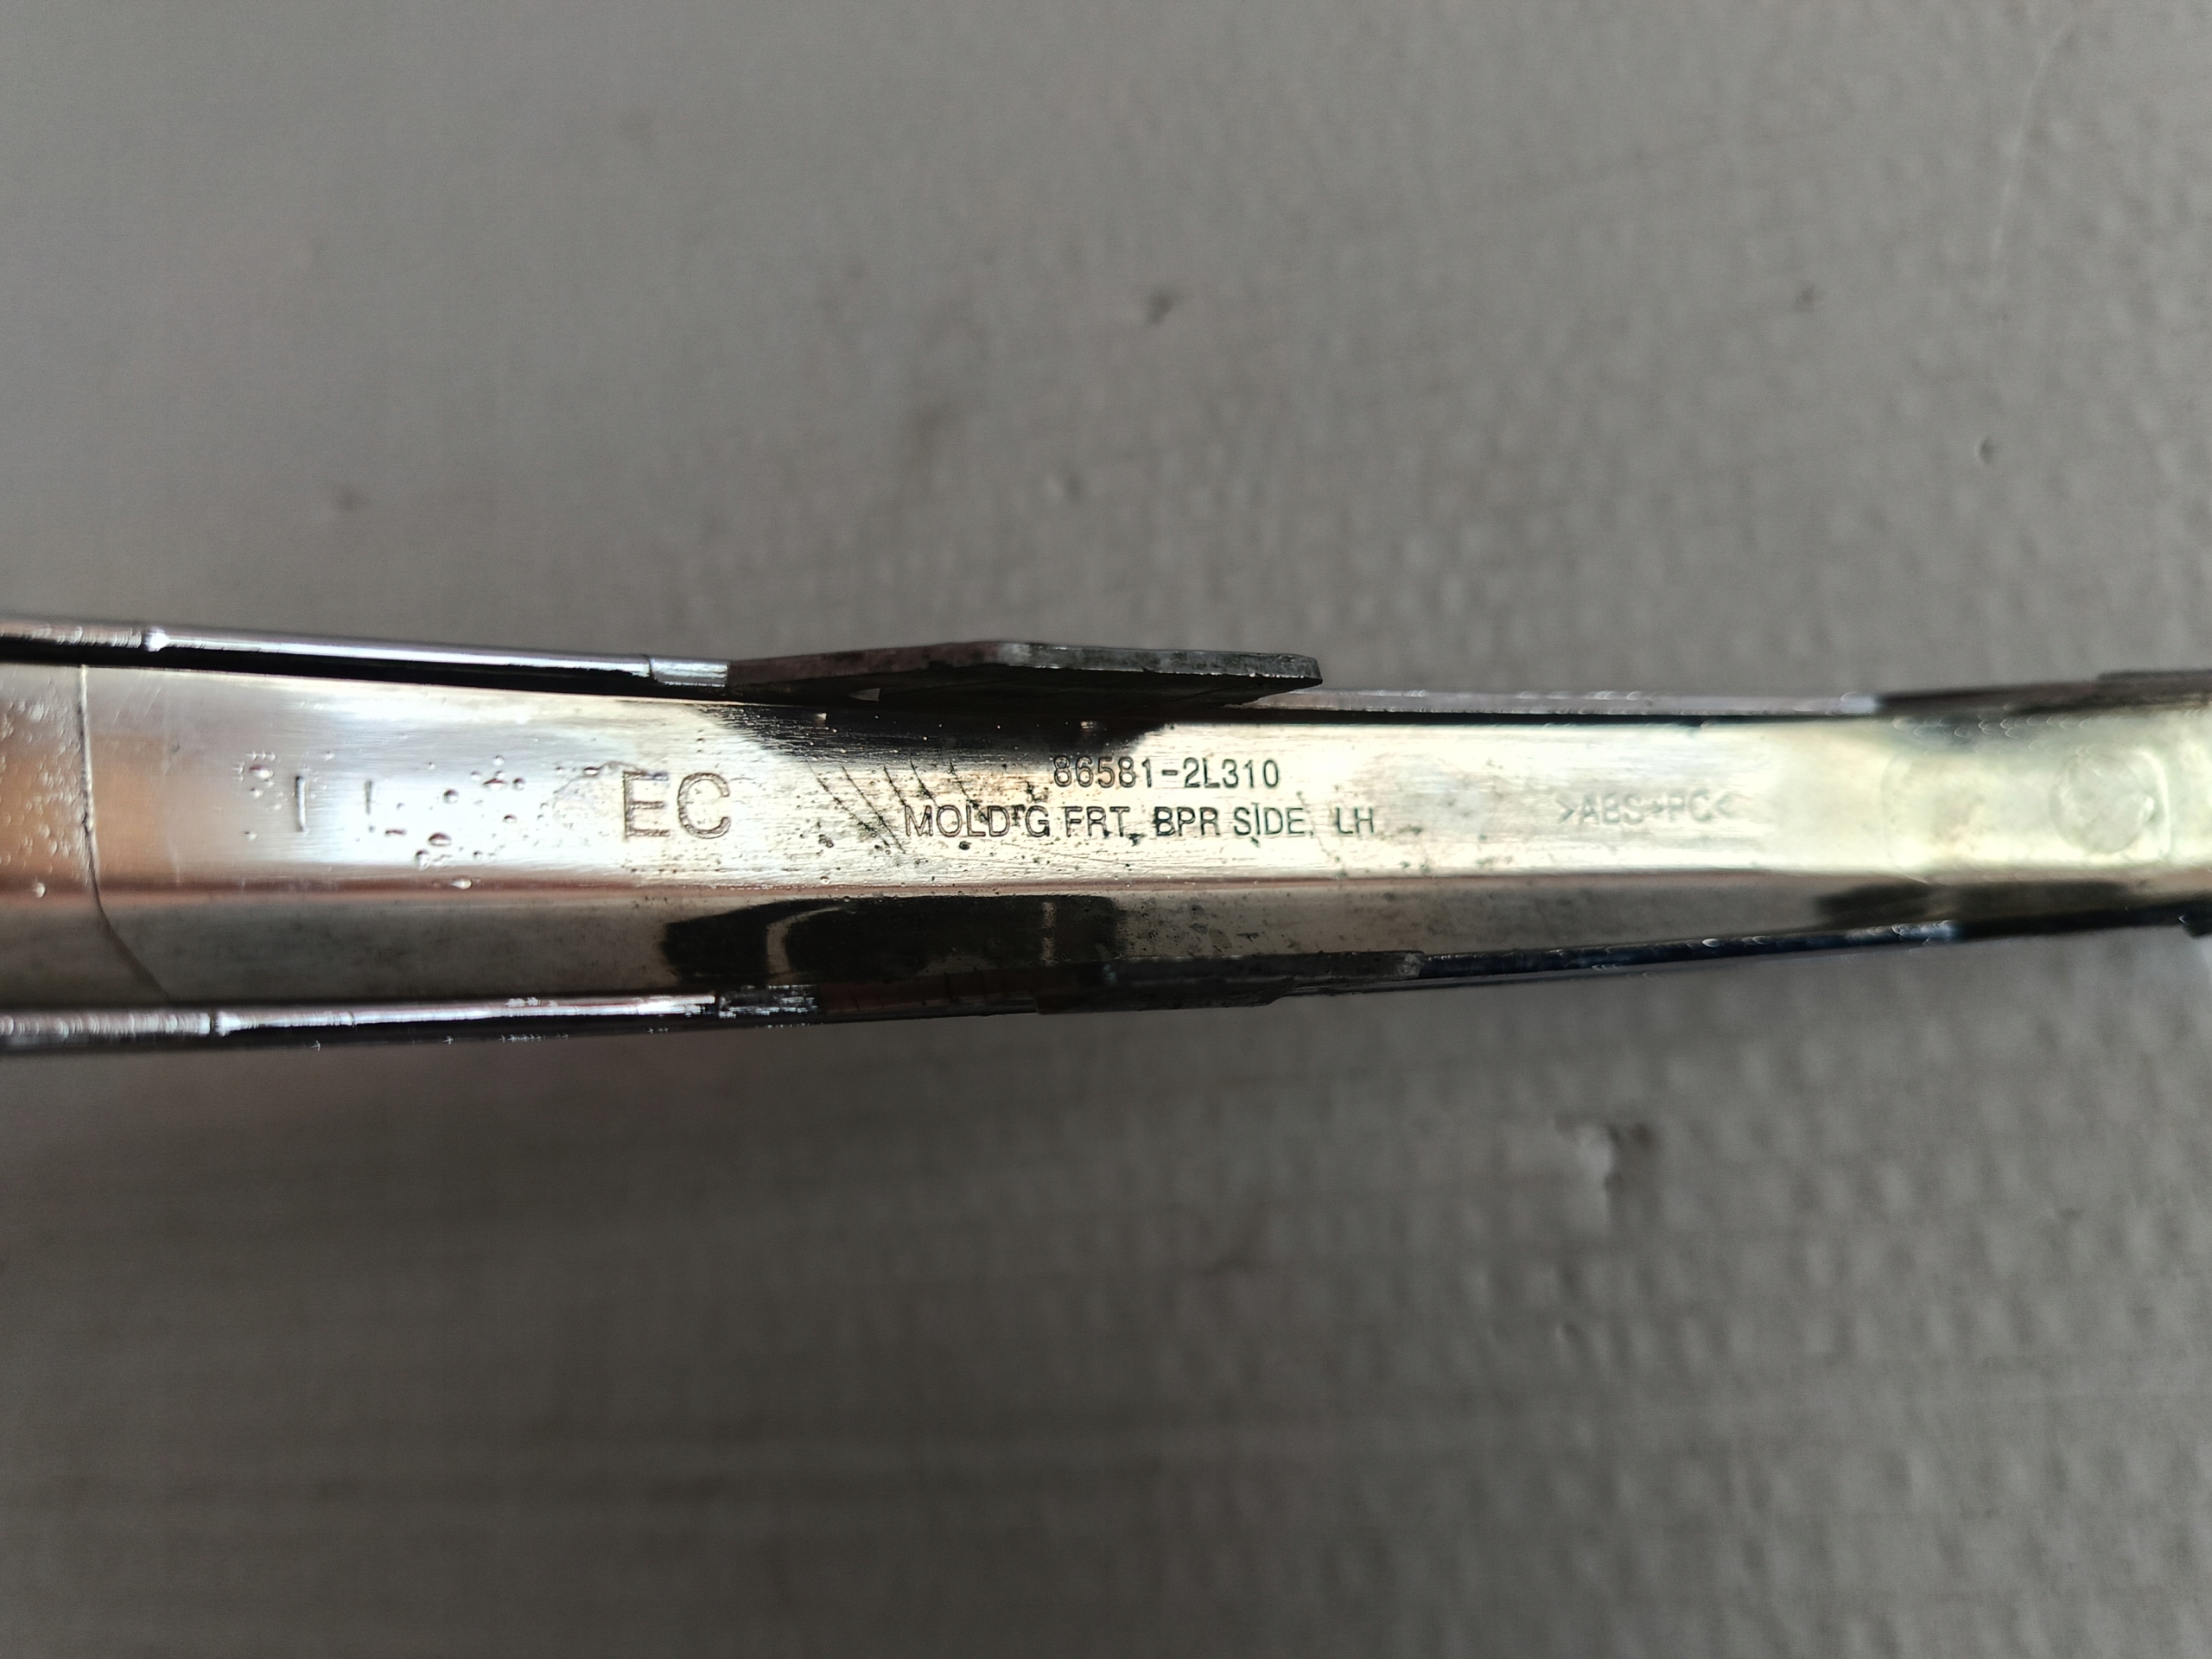 EC
86581-2L310
MOLD'G FRT, BPR SIDE, LH
>ABS+PC<